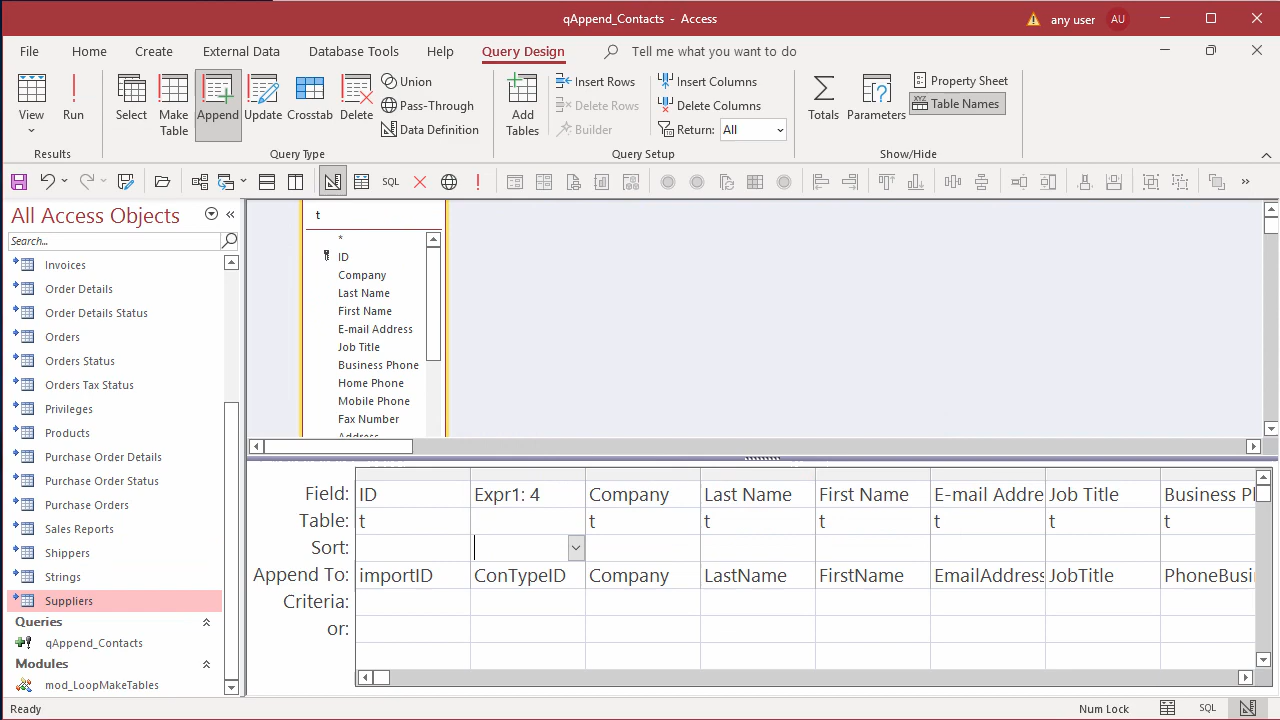 qAppend_Contacts - Access
any user
AU
File Home Create External Data Database Tools Help Query Design Tell me what you want to do
View
Run
Select
Make Table
Append
Update
Crosstab
Delete
Union
Pass-Through
Data Definition
Add Tables
Insert Rows
Delete Rows
Builder
Insert Columns
Delete Columns
Return: All
Totals
Parameters
Property Sheet
XYZ Table Names
Results
Query Type
Query Setup
Show/Hide
SQL
All Access Objects
Search...
Invoices
Order Details
Order Details Status
Orders
Orders Status
Orders Tax Status
Privileges
Products
Purchase Order Details
Purchase Order Status
Purchase Orders
Sales Reports
Shippers
Strings
Suppliers
Queries
qAppend_Contacts
Modules
mod_LoopMakeTables
t
*
ID
Company
Last Name
First Name
E-mail Address
Job Title
Business Phone
Home Phone
Mobile Phone
Fax Number
Address
Field: ID Expr1: 4 Company Last Name First Name E-mail Addre Job Title Business P
Table: t t t t t t t
Sort:
Append To: importID ConTypeID Company LastName FirstName EmailAddress JobTitle PhoneBusi
Criteria:
or:
Ready
Num Lock
SQL